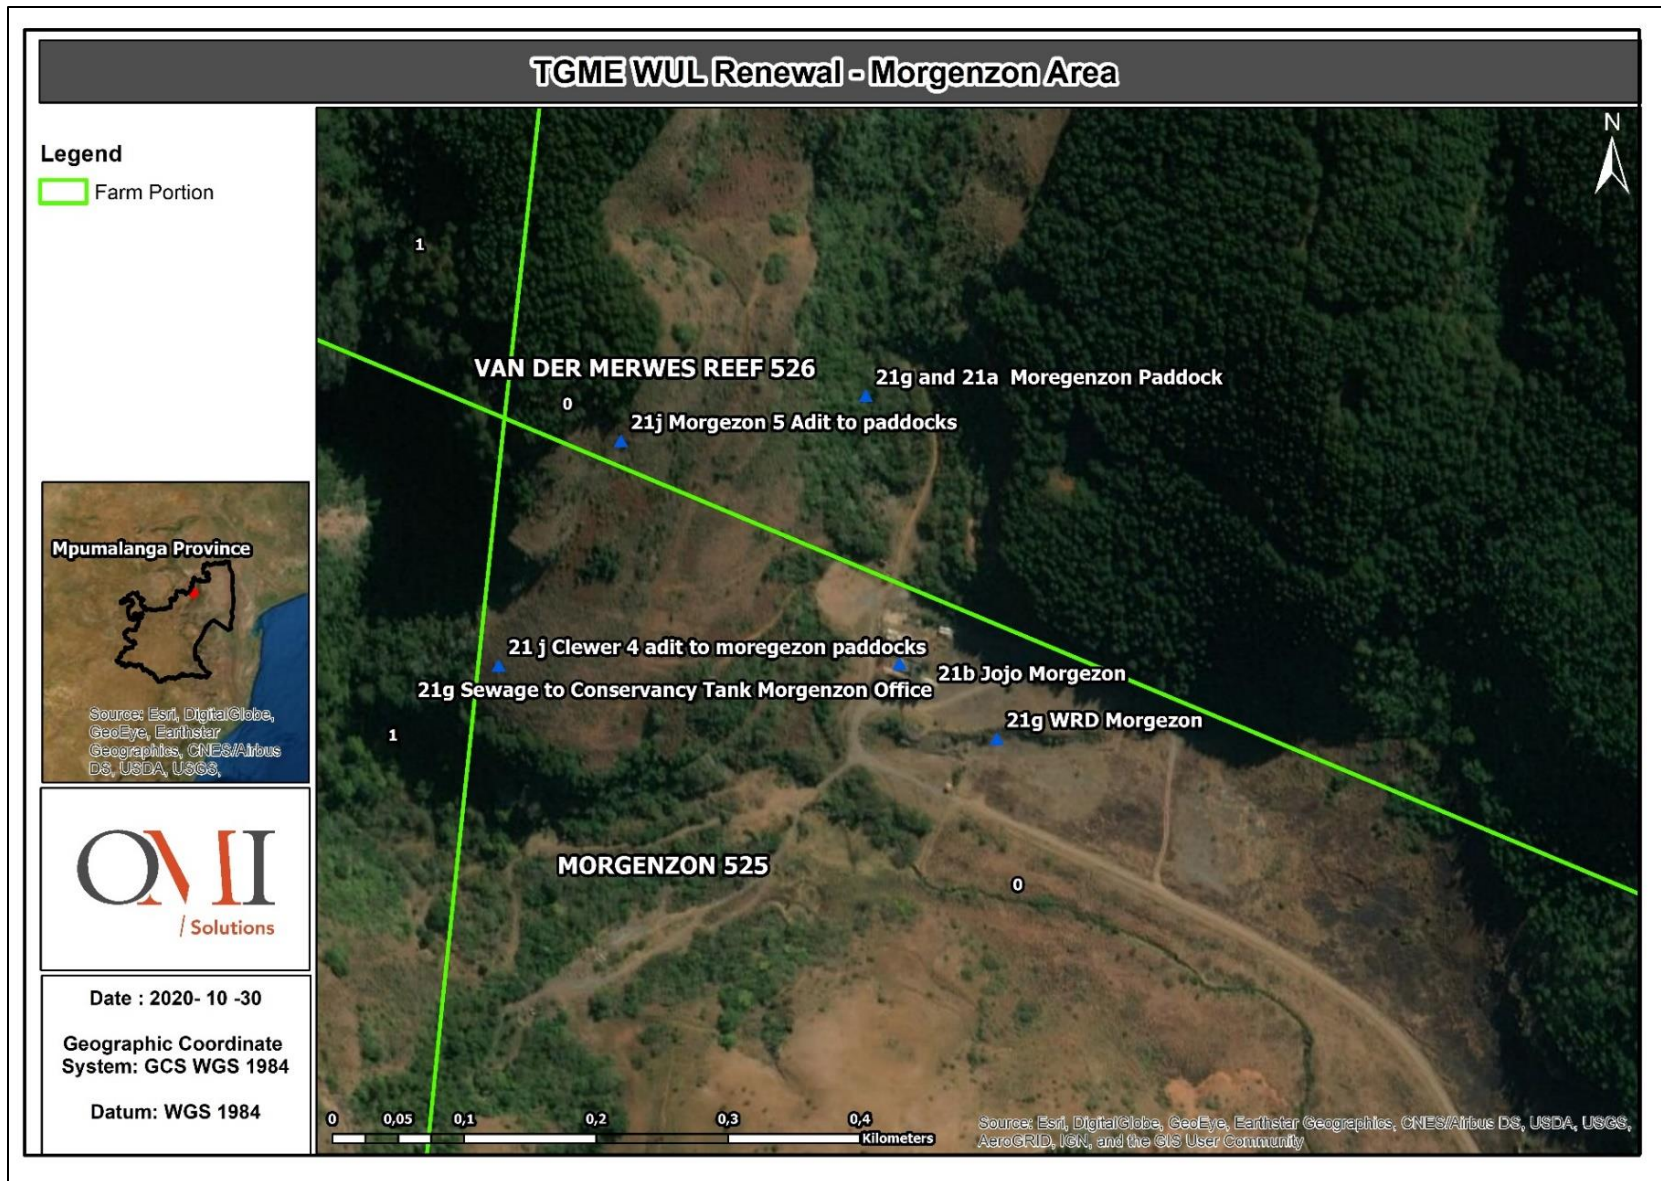 TGME WUL Renewal - Morgenzon Area
Legend
Farm Portion
N
1
VAN DER MERWES REEF 526
21g and 21a Moregenzon Paddock
0
21j Morgezon 5 Adit to paddocks
21 j Clewer 4 adit to moregezon paddocks
21b Jojo Morgezon
21g Sewage to Conservancy Tank Morgenzon Office
21g WRD Morgezon
1
MORGENZON 525
0
Mpumalanga Province
Source: Esri, DigitalGlobe,
GeoEye, Earthstar
Geographics, CNES/Airbus
DS, USDA, USGS,
OMI
/ Solutions
Date : 2020- 10 -30
Geographic Coordinate
System: GCS WGS 1984
Datum: WGS 1984
0 0,05 0,1 0,2 0,3 0,4
Kilometers
Source: Esri, DigitalGlobe, GeoEye, Earthstar Geographics, CNES/Airbus DS, USDA, USGS,
AeroGRID, IGN, and the GIS User Community